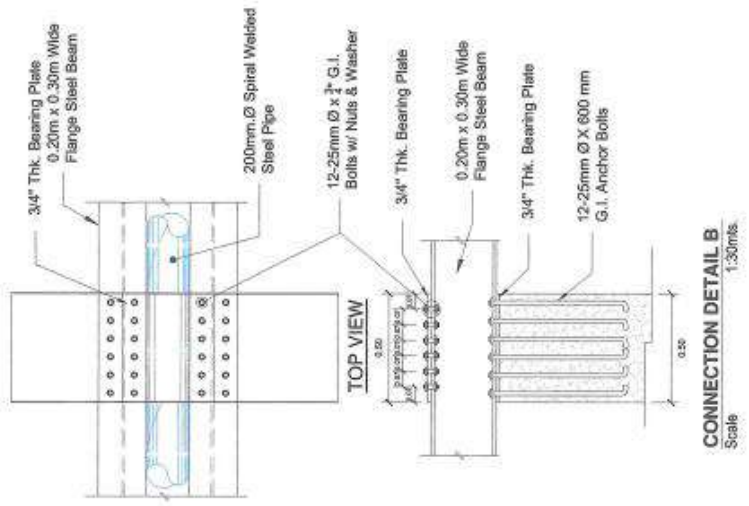 3/4" Thk. Bearing Plate
0.20m x 0.30m Wide
Flange Steel Beam
200mm.Ø Spiral Welded
Steel Pipe
12-25mm Ø x 3/4" G.I.
Bolts w/ Nuts & Washer
TOP VIEW
0.50
3/4" Thk. Bearing Plate
0.20m x 0.30m Wide
Flange Steel Beam
3/4" Thk. Bearing Plate
12-25mm Ø X 600 mm
G.I. Anchor Bolts
0.50
CONNECTION DETAIL B
Scale 1:30mts.